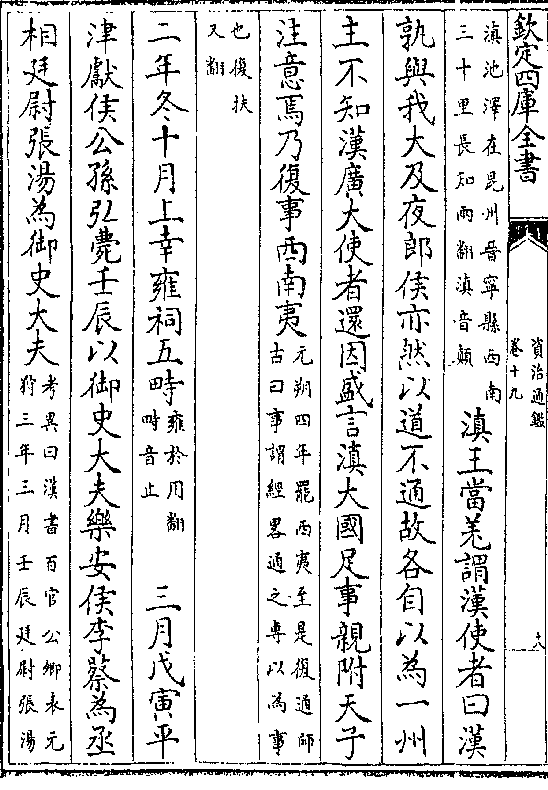 欽定四庫全書
資治通鑑
卷十九
六
滇池澤在昆州晉寧縣西南
三十里長知兩翻滇音顛
滇王當羌謂漢使者曰漢
孰與我大及夜郎侯亦然以道不通故各自以為一州
主不知漢廣大使者還因盛言滇大國足事親附天子
注意焉乃復事西南夷
元朔四年罷西夷至是復通師
古曰事謂經畧通之專以為事
也復扶
又翻
二年冬十月上幸雍祠五畤
雍於用翻
畤音止
三月戊寅平
津獻侯公孫弘薨壬辰以御史大夫樂安侯李蔡為丞
相廷尉張湯為御史大夫
考異曰漢書百官公卿表元
狩三年三月壬辰廷尉張湯